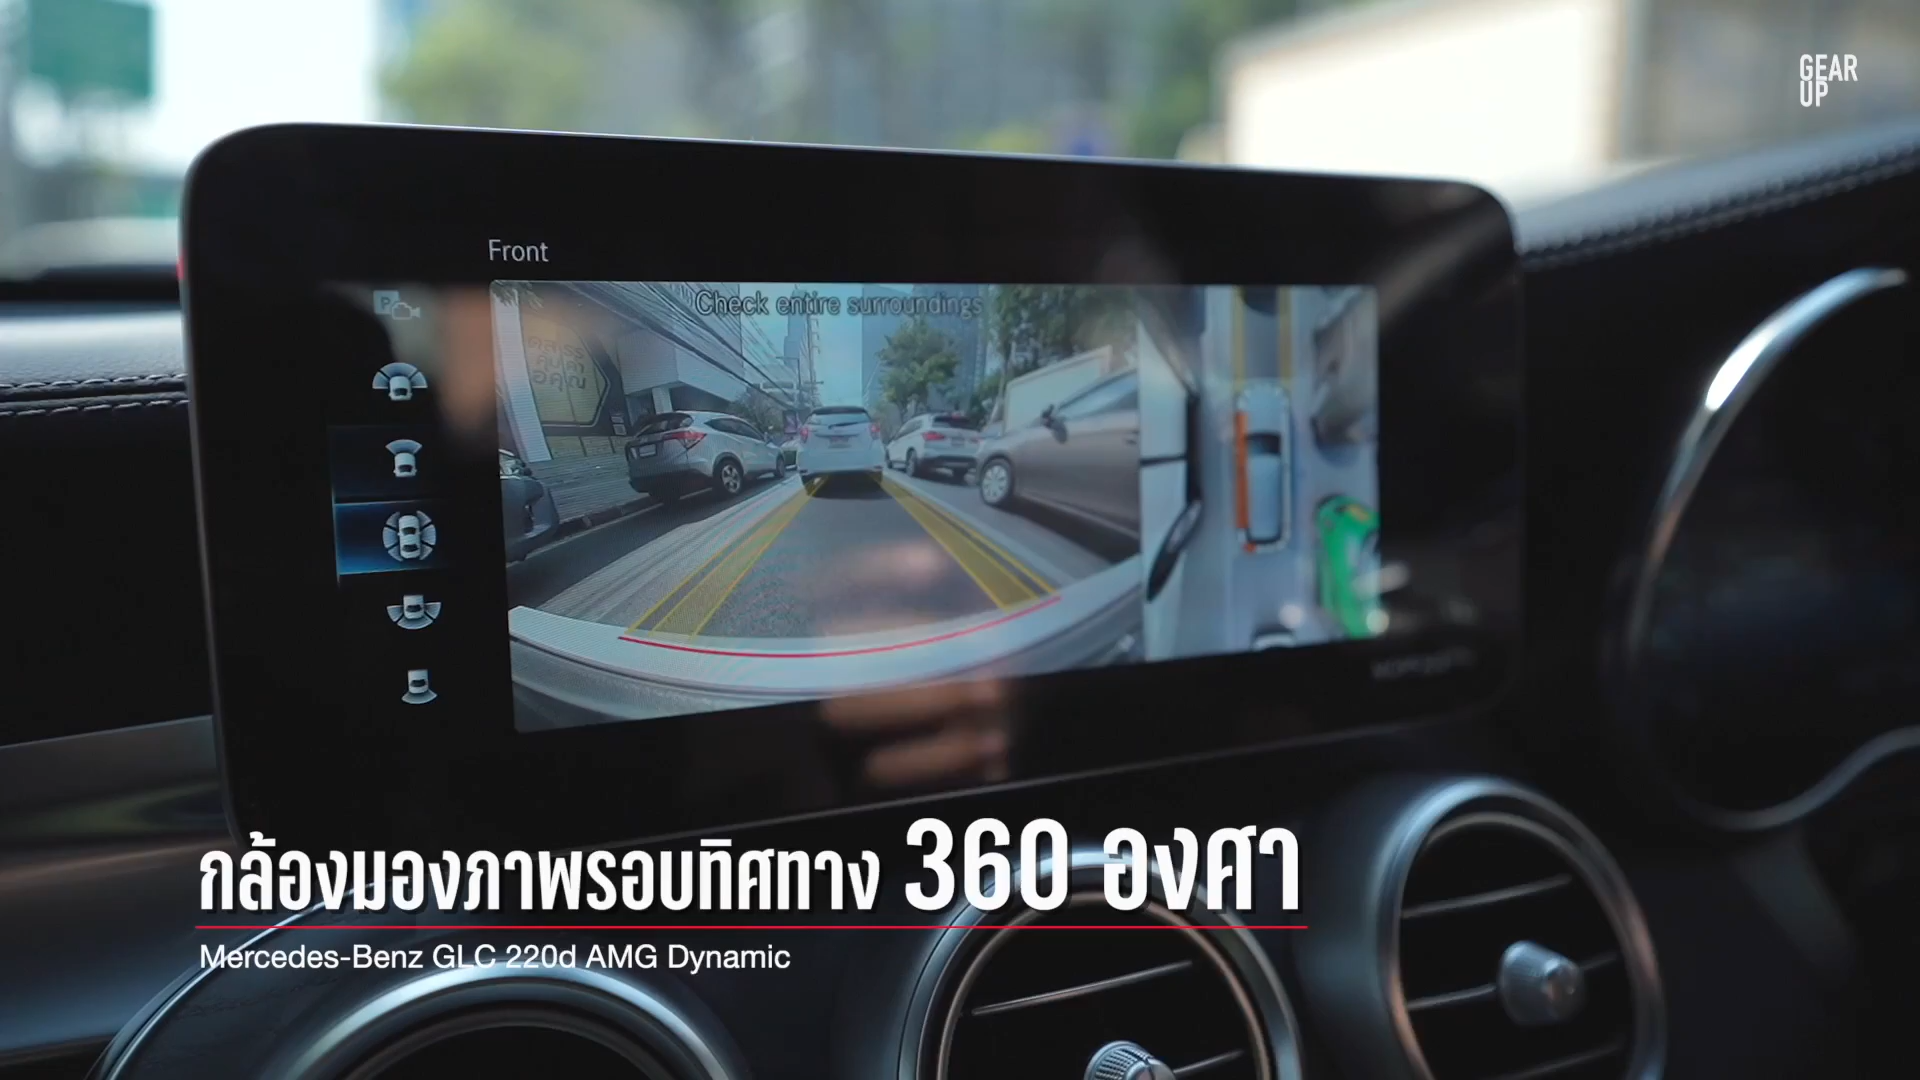 GEAR
UP
Front
Check entire surroundings
กล้องมองภาพรอบทิศทาง 360 องศา
Mercedes-Benz GLC 220d AMG Dynamic